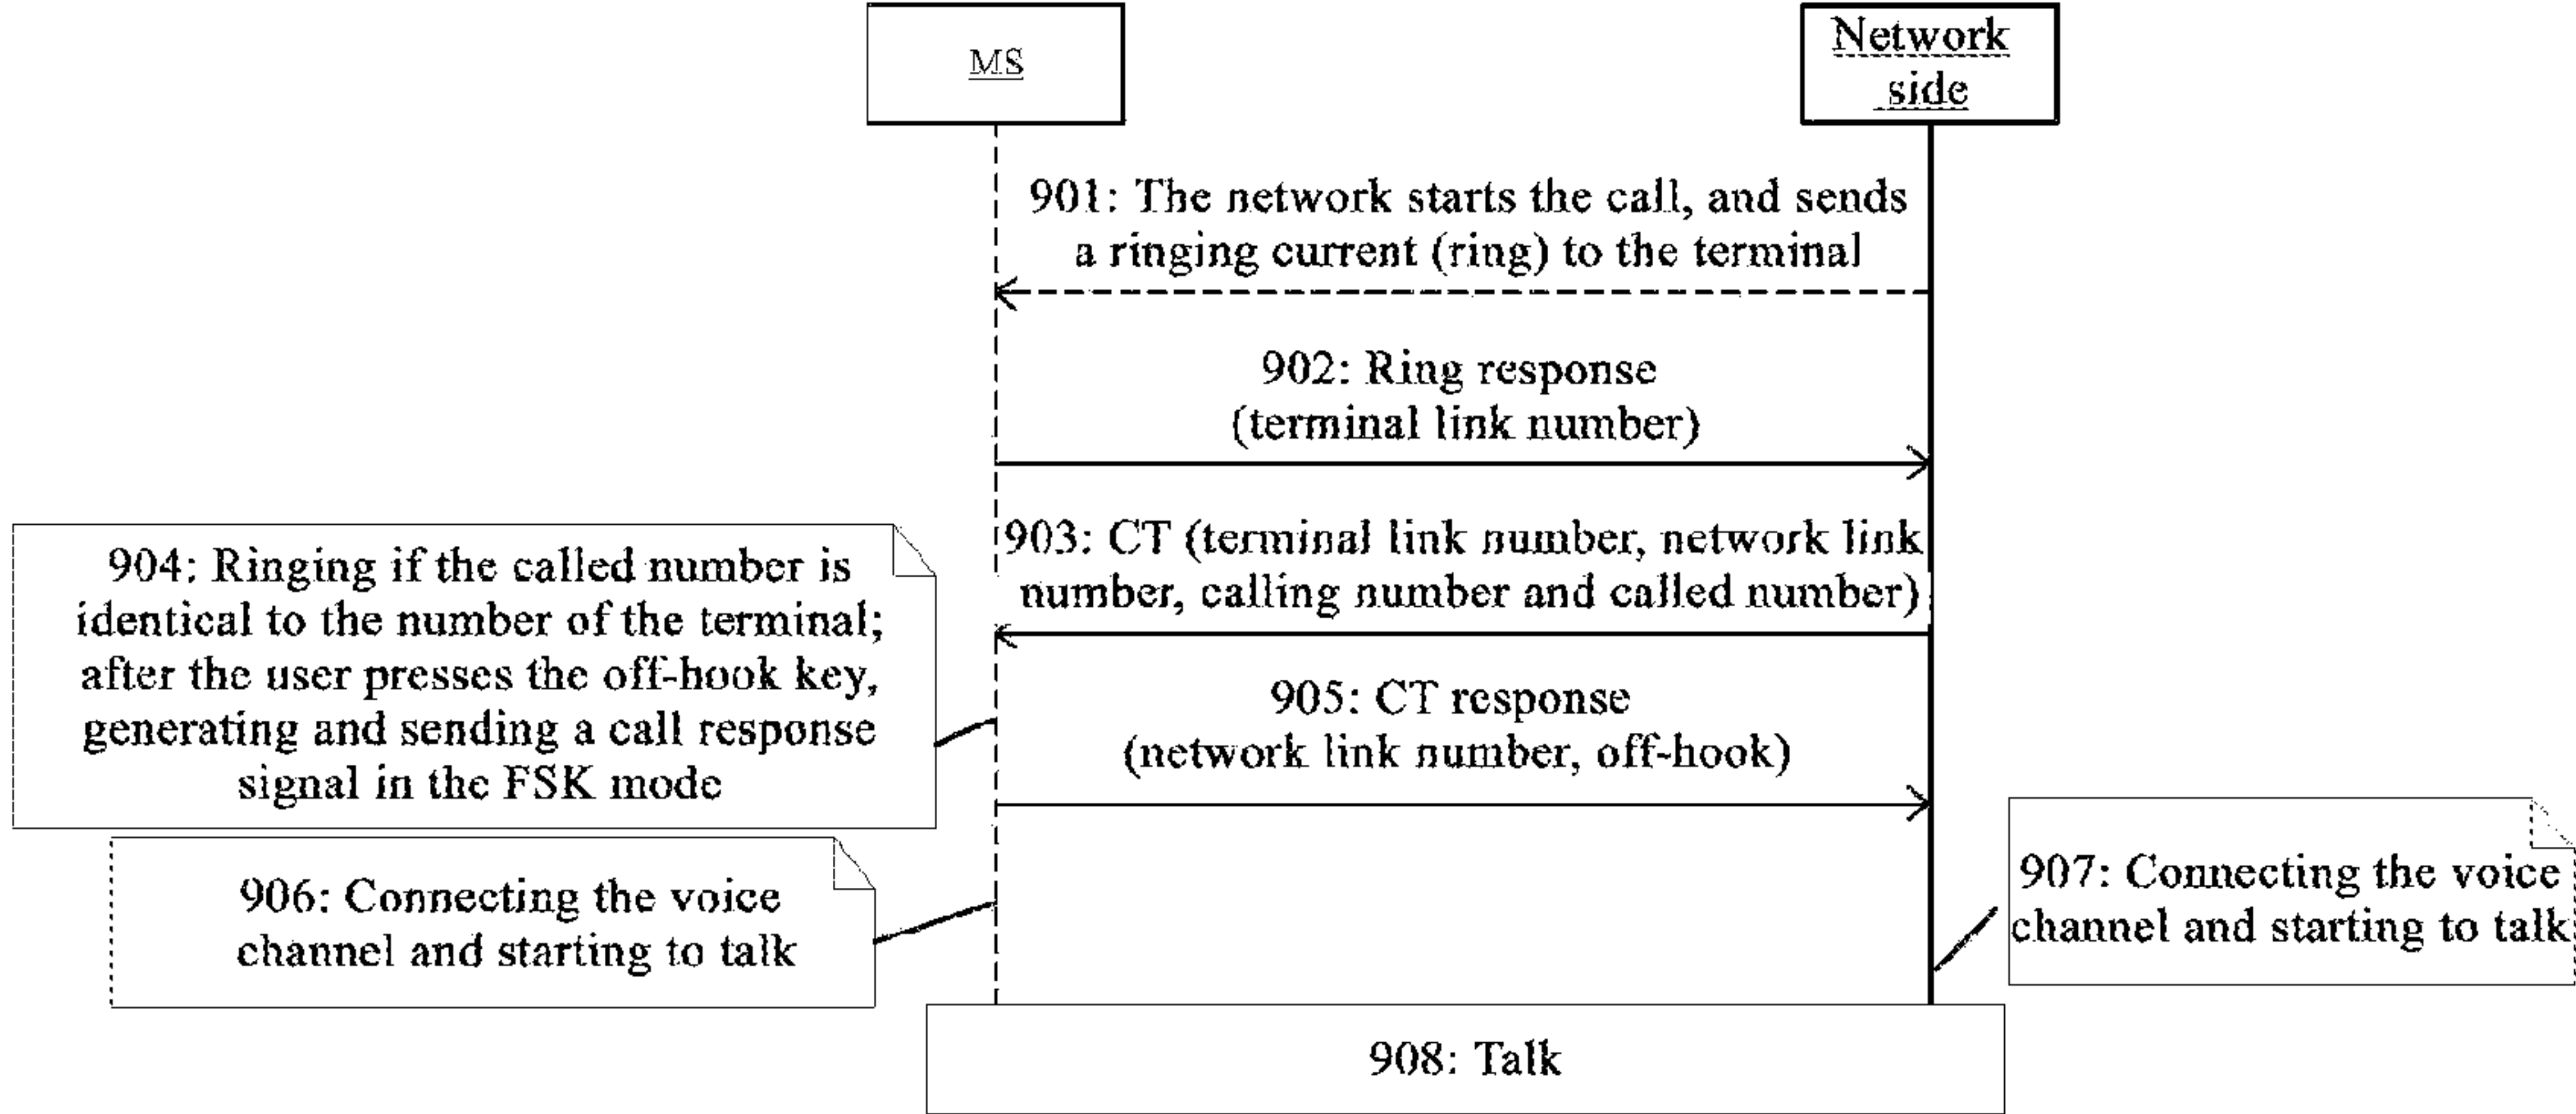 MS
Network
side
901: The network starts the call, and sends
a ringing current (ring) to the terminal
902: Ring response
(terminal link number)
903: CT (terminal link number, network link
number, calling number and called number)
904: Ringing if the called number is
identical to the number of the terminal;
after the user presses the off-hook key,
generating and sending a call response
signal in the FSK mode
905: CT response
(network link number, off-hook)
906: Connecting the voice
channel and starting to talk
907: Connecting the voice
channel and starting to talk
908: Talk